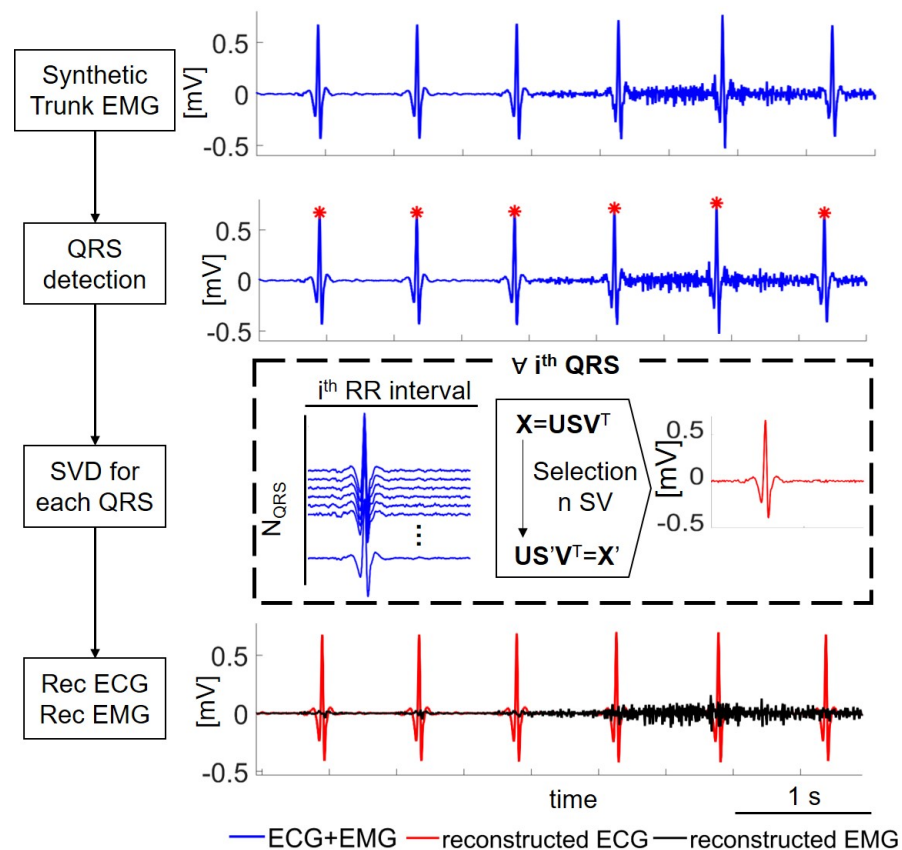 Synthetic
Trunk EMG
[mV]
0.5
0
-0.5
QRS
detection
[mV]
0.5
0
-0.5
SVD for
each QRS
∀ iᵗʰ QRS
iᵗʰ RR interval
N_QRS
⋮
X=USVᵀ
Selection
n SV
US'Vᵀ=X'
[mV]
0.5
0
-0.5
Rec ECG
Rec EMG
[mV]
0.5
0
-0.5
time
1 s
ECG+EMG reconstructed ECG reconstructed EMG